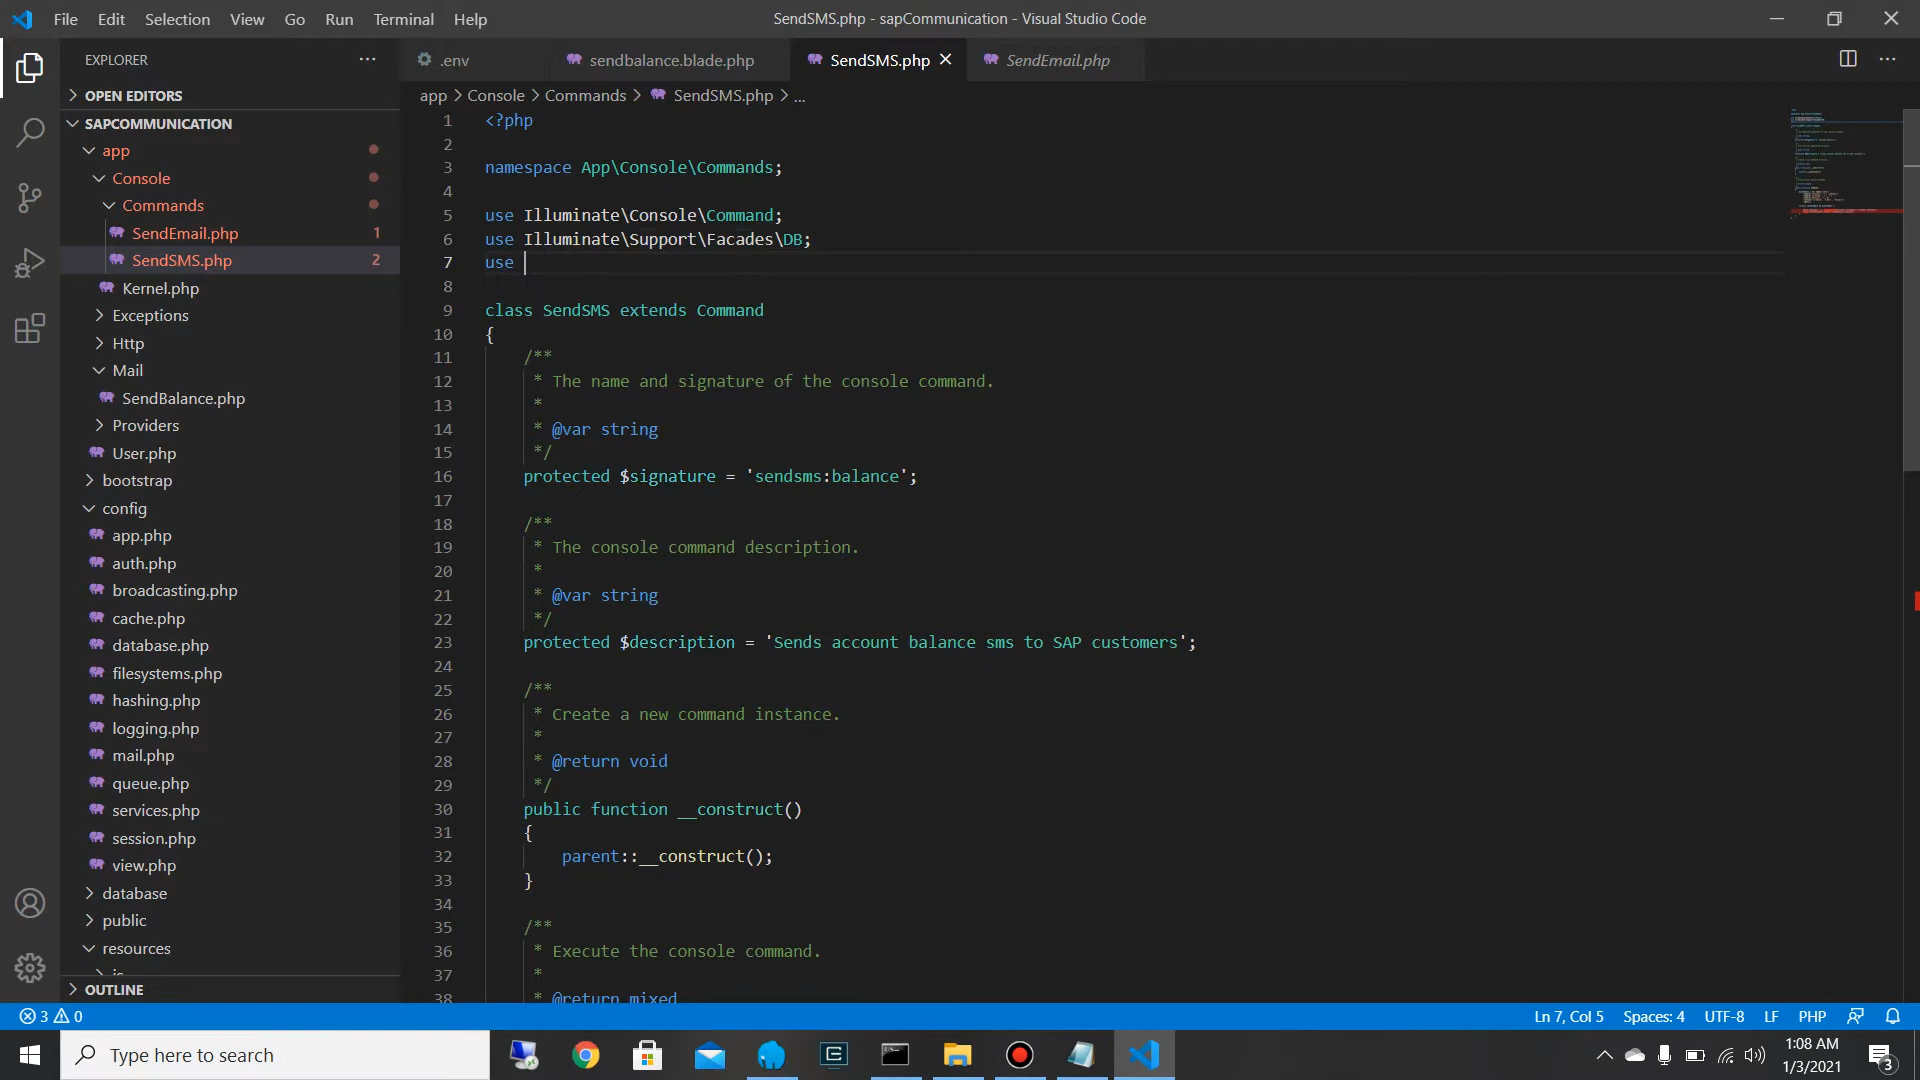 File Edit Selection View Go Run Terminal Help
SendSMS.php - sapCommunication - Visual Studio Code
EXPLORER
.env
sendbalance.blade.php
SendSMS.php
SendEmail.php
OPEN EDITORS
SAPCOMMUNICATION
app
Console
Commands
SendEmail.php 1
SendSMS.php 2
Kernel.php
Exceptions
Http
Mail
SendBalance.php
Providers
User.php
bootstrap
config
app.php
auth.php
broadcasting.php
cache.php
database.php
filesystems.php
hashing.php
logging.php
mail.php
queue.php
services.php
session.php
view.php
database
public
resources
js
OUTLINE
app > Console > Commands > SendSMS.php > ...
1 <?php
2
3 namespace App\Console\Commands;
4
5 use Illuminate\Console\Command;
6 use Illuminate\Support\Facades\DB;
7 use
8
9 class SendSMS extends Command
10 {
11 /**
12 * The name and signature of the console command.
13 *
14 * @var string
15 */
16 protected $signature = 'sendsms:balance';
17
18 /**
19 * The console command description.
20 *
21 * @var string
22 */
23 protected $description = 'Sends account balance sms to SAP customers';
24
25 /**
26 * Create a new command instance.
27 *
28 * @return void
29 */
30 public function __construct()
31 {
32 parent::__construct();
33 }
34
35 /**
36 * Execute the console command.
37 *
38 * @return mixed
3 0
Ln 7, Col 5 Spaces: 4 UTF-8 LF PHP
Type here to search
1:08 AM
1/3/2021
3